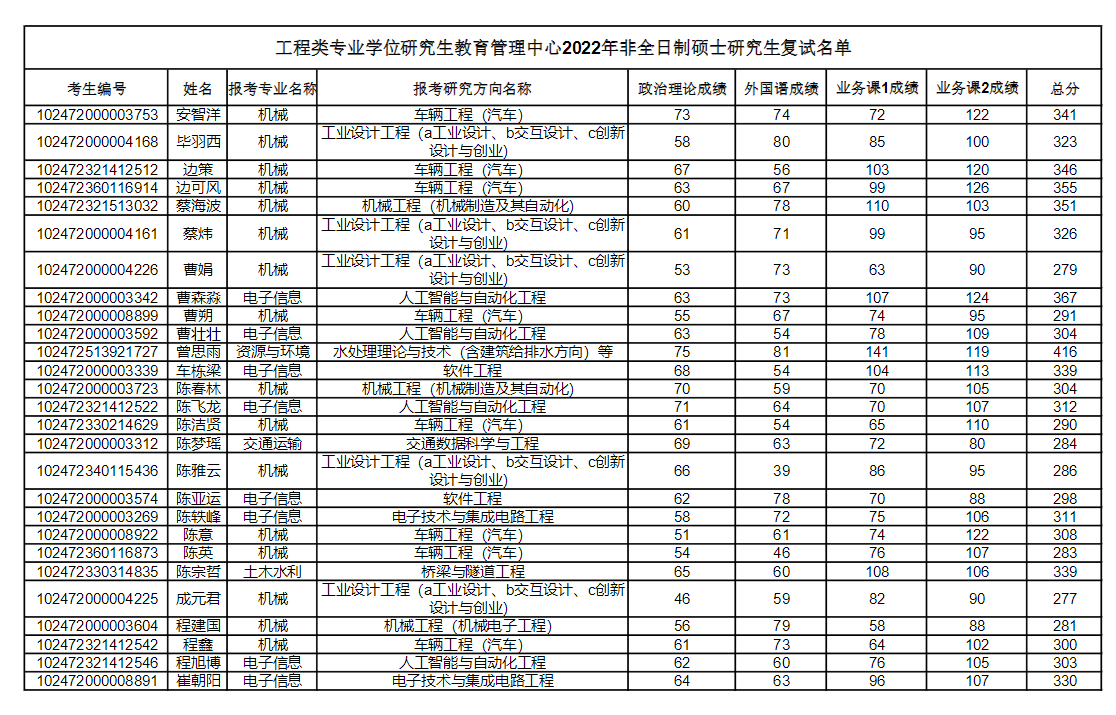 工程类专业学位研究生教育管理中心2022年非全日制硕士研究生复试名单
考生编号 姓名 报考专业名称 报考研究方向名称 政治理论成绩 外国语成绩 业务课1成绩 业务课2成绩 总分
102472000003753 安智洋 机械 车辆工程（汽车） 73 74 72 122 341
102472000004168 毕羽西 机械 工业设计工程（a工业设计、b交互设计、c创新
设计与创业) 58 80 85 100 323
102472321412512 边策 机械 车辆工程（汽车） 67 56 103 120 346
102472360116914 边可风 机械 车辆工程（汽车） 63 67 99 126 355
102472321513032 蔡海波 机械 机械工程（机械制造及其自动化) 60 78 110 103 351
102472000004161 蔡炜 机械 工业设计工程（a工业设计、b交互设计、c创新
设计与创业) 61 71 99 95 326
102472000004226 曹娟 机械 工业设计工程（a工业设计、b交互设计、c创新
设计与创业) 53 73 63 90 279
102472000003342 曹森淼 电子信息 人工智能与自动化工程 63 73 107 124 367
102472000008899 曹朔 机械 车辆工程（汽车） 55 67 74 95 291
102472000003592 曹壮壮 电子信息 人工智能与自动化工程 63 54 78 109 304
102472513921727 曾思雨 资源与环境 水处理理论与技术（含建筑给排水方向）等 75 81 141 119 416
102472000003339 车栋梁 电子信息 软件工程 68 54 104 113 339
102472000003723 陈春林 机械 机械工程（机械制造及其自动化) 70 59 70 105 304
102472321412522 陈飞龙 电子信息 人工智能与自动化工程 71 64 70 107 312
102472330214629 陈洁贤 机械 车辆工程（汽车） 61 54 65 110 290
102472000003312 陈梦瑶 交通运输 交通数据科学与工程 69 63 72 80 284
102472340115436 陈雅云 机械 工业设计工程（a工业设计、b交互设计、c创新
设计与创业) 66 39 86 95 286
102472000003574 陈亚运 电子信息 软件工程 62 78 70 88 298
102472000003269 陈轶峰 电子信息 电子技术与集成电路工程 58 72 75 106 311
102472000008922 陈意 机械 车辆工程（汽车） 51 61 74 122 308
102472360116873 陈英 机械 车辆工程（汽车） 54 46 76 107 283
102472330314835 陈宗哲 土木水利 桥梁与隧道工程 65 60 108 106 339
102472000004225 成元君 机械 工业设计工程（a工业设计、b交互设计、c创新
设计与创业) 46 59 82 90 277
102472000003604 程建国 机械 机械工程（机械电子工程） 56 79 58 88 281
102472321412542 程鑫 机械 车辆工程（汽车） 61 73 64 102 300
102472321412546 程旭博 电子信息 人工智能与自动化工程 62 60 76 105 303
102472000008891 崔朝阳 电子信息 电子技术与集成电路工程 64 63 96 107 330